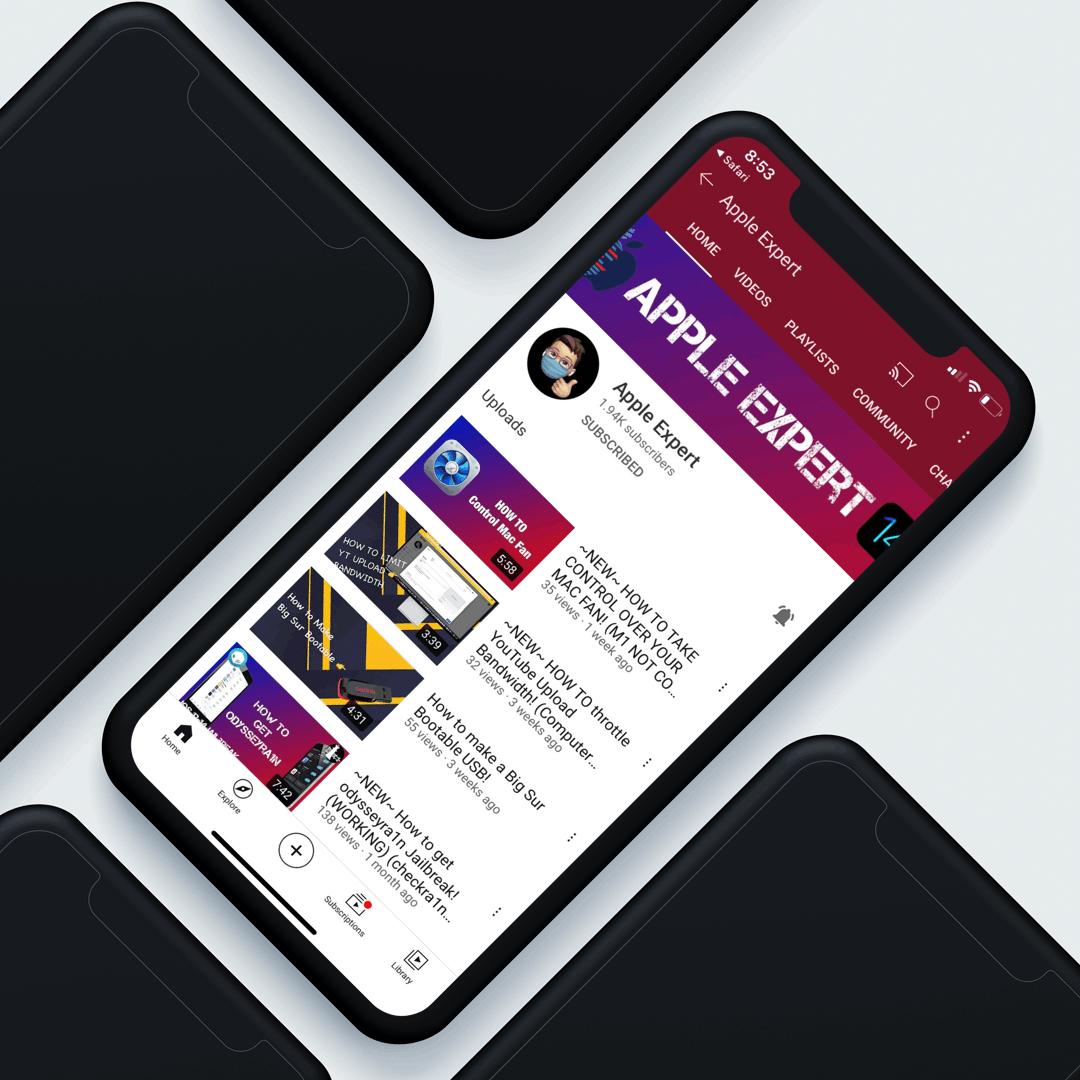 8:53
Safari
Apple Expert
HOME
VIDEOS
PLAYLISTS
COMMUNITY
CHA
APPLE EXPERT
14
Apple Expert
1.94K subscribers
SUBSCRIBED
Uploads
HOW TO
Control Mac Fan
5:58
~NEW~ HOW TO TAKE
CONTROL OVER YOUR
MAC FAN! (M1 NOT CO...
35 views · 1 week ago
HOW TO LIMIT
YT UPLOAD
BANDWIDTH
3:39
~NEW~ HOW TO throttle
YouTube Upload
Bandwidth! (Computer...
32 views · 3 weeks ago
How to Make
Big Sur Bootable
4:31
How to make a Big Sur
Bootable USB!
55 views · 3 weeks ago
HOW TO
GET
ODYSSEYRA1N
7:42
~NEW~ How to get
odysseyra1n Jailbreak!
(WORKING) (checkra1n...
138 views · 1 month ago
Home
Explore
Subscriptions
Library